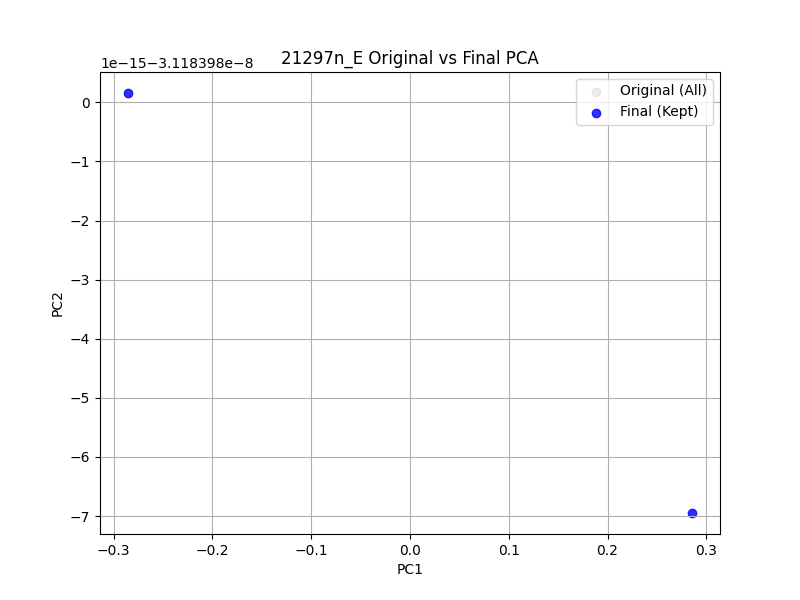 21297n_E Original vs Final PCA
1e−15−3.118398e−8
Original (All)
Final (Kept)
0
−1
−2
−3
−4
−5
−6
−7
PC2
−0.3 −0.2 −0.1 0.0 0.1 0.2 0.3
PC1